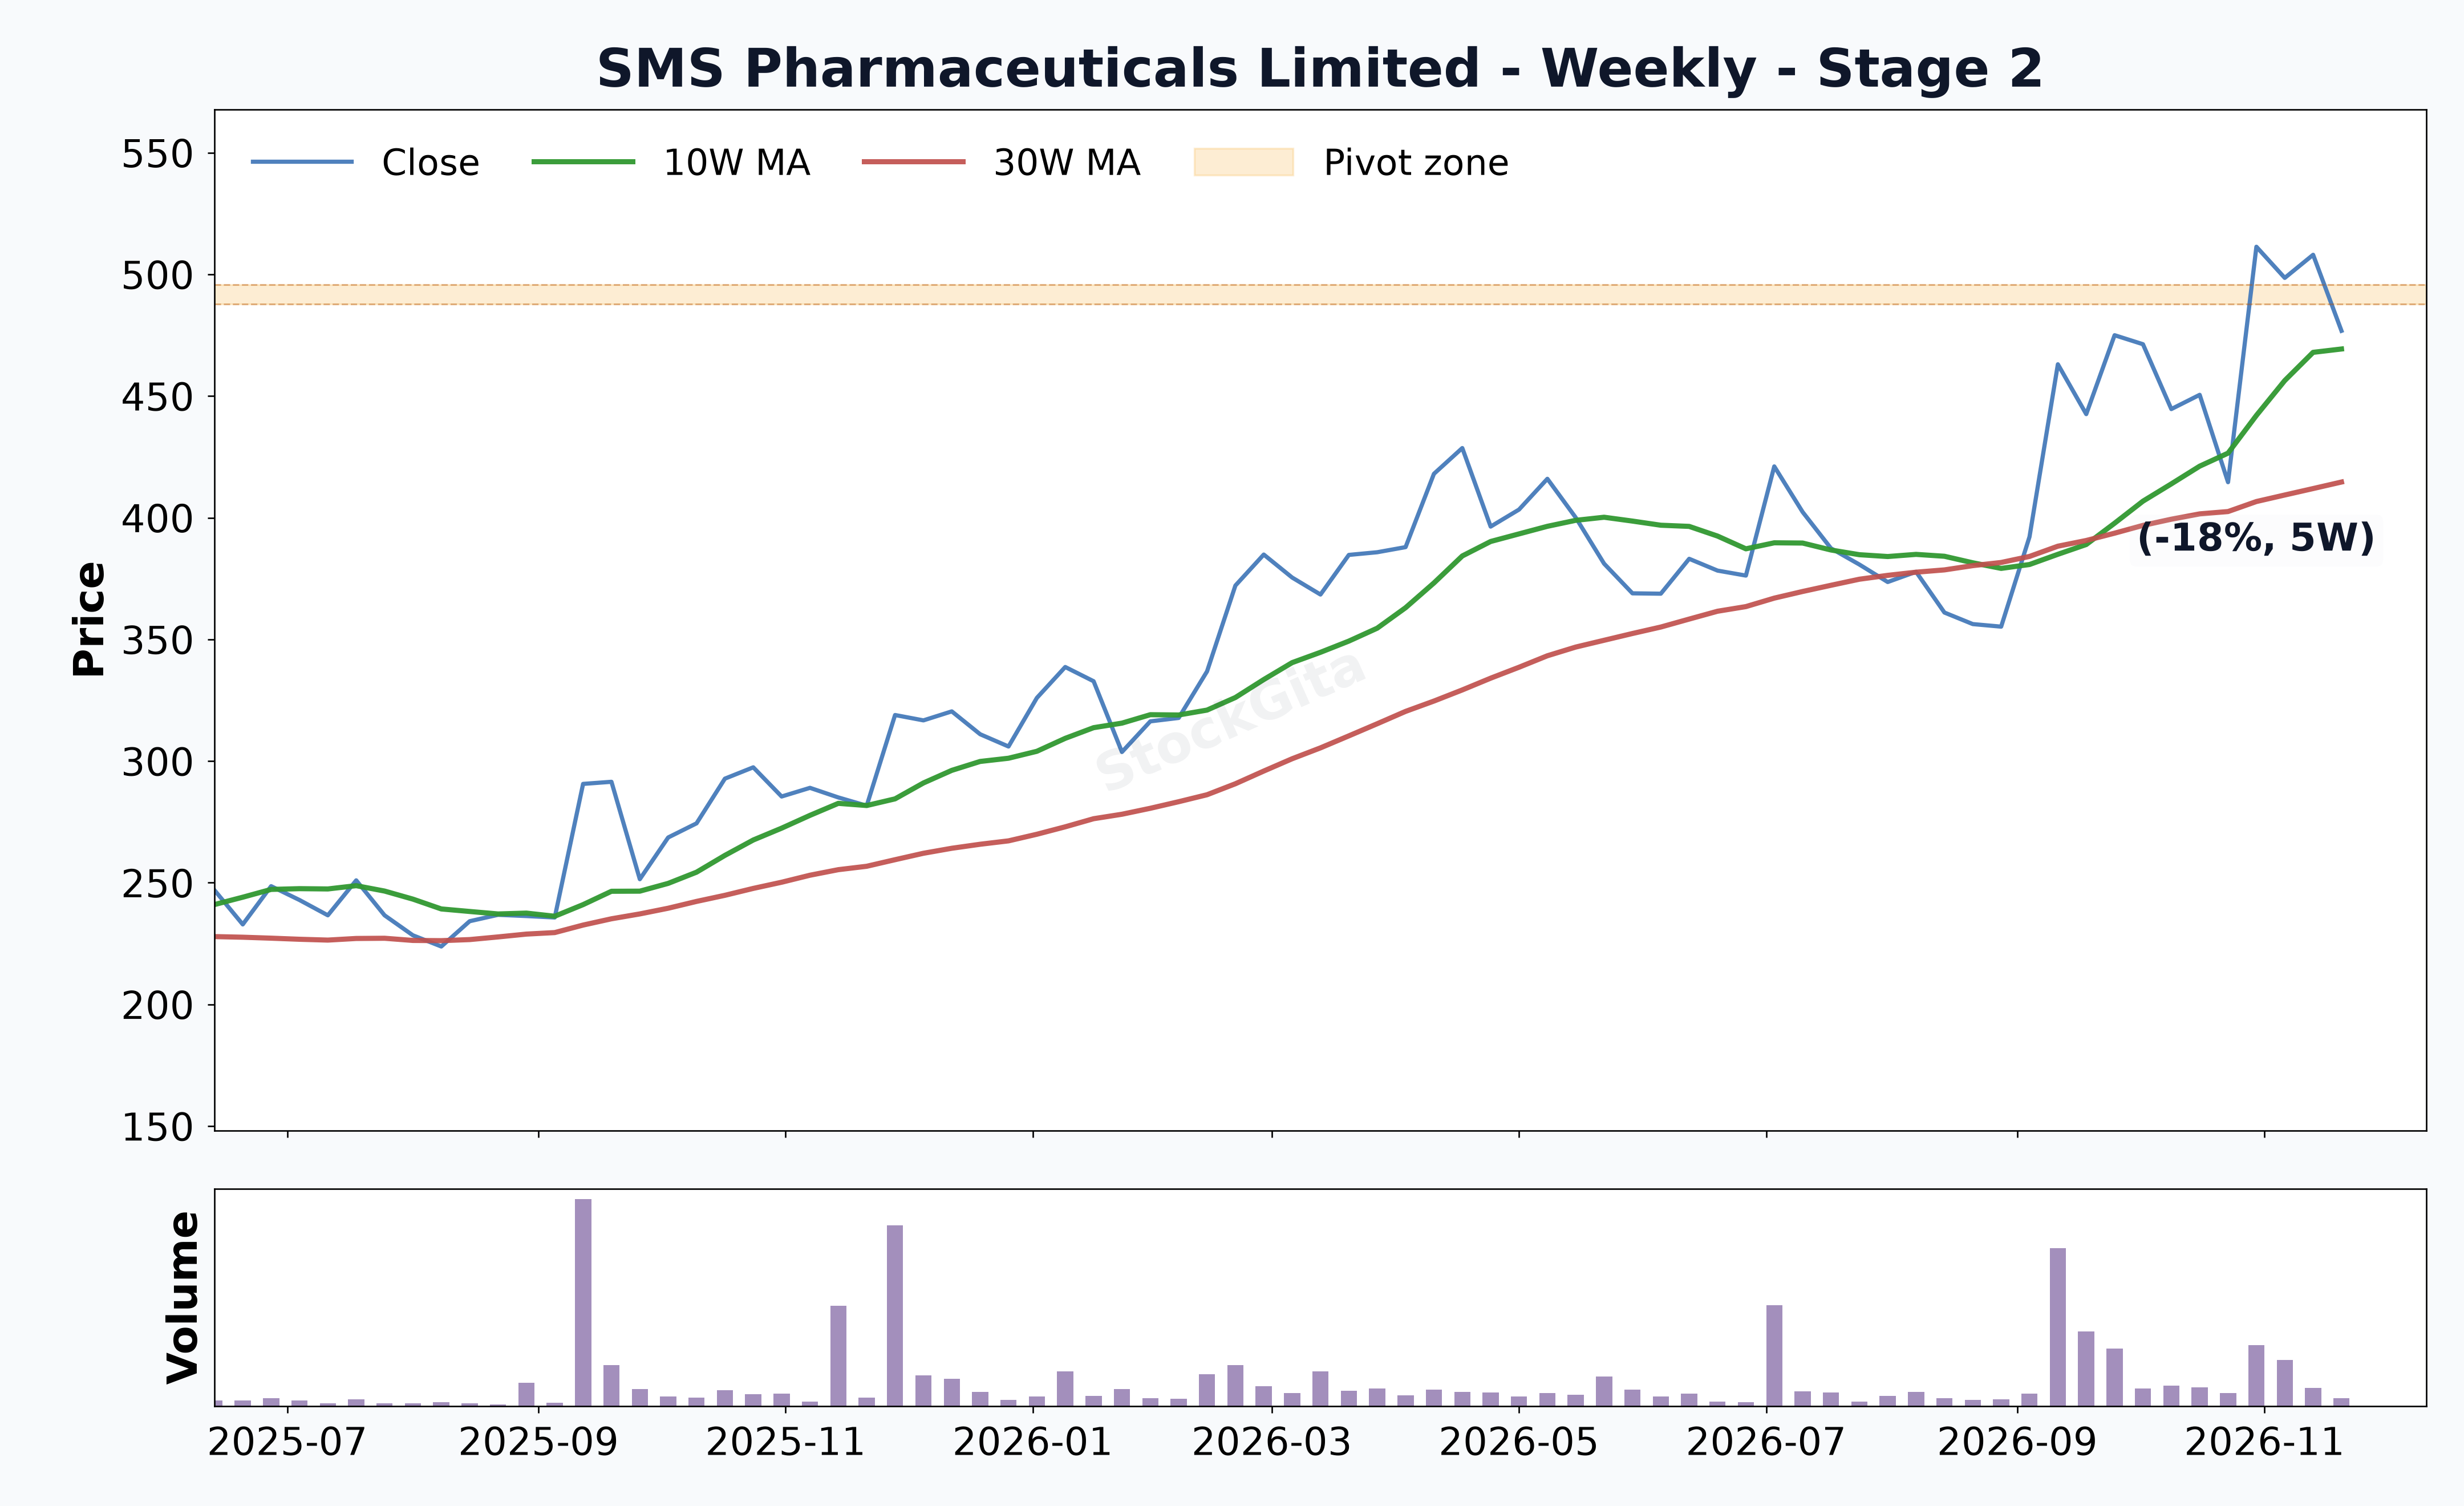 SMS Pharmaceuticals Limited - Weekly - Stage 2
Close 10W MA 30W MA Pivot zone
Price
550
500
450
400
350
300
250
200
150
(-18%, 5W)
StockGita
Volume
2025-07 2025-09 2025-11 2026-01 2026-03 2026-05 2026-07 2026-09 2026-11